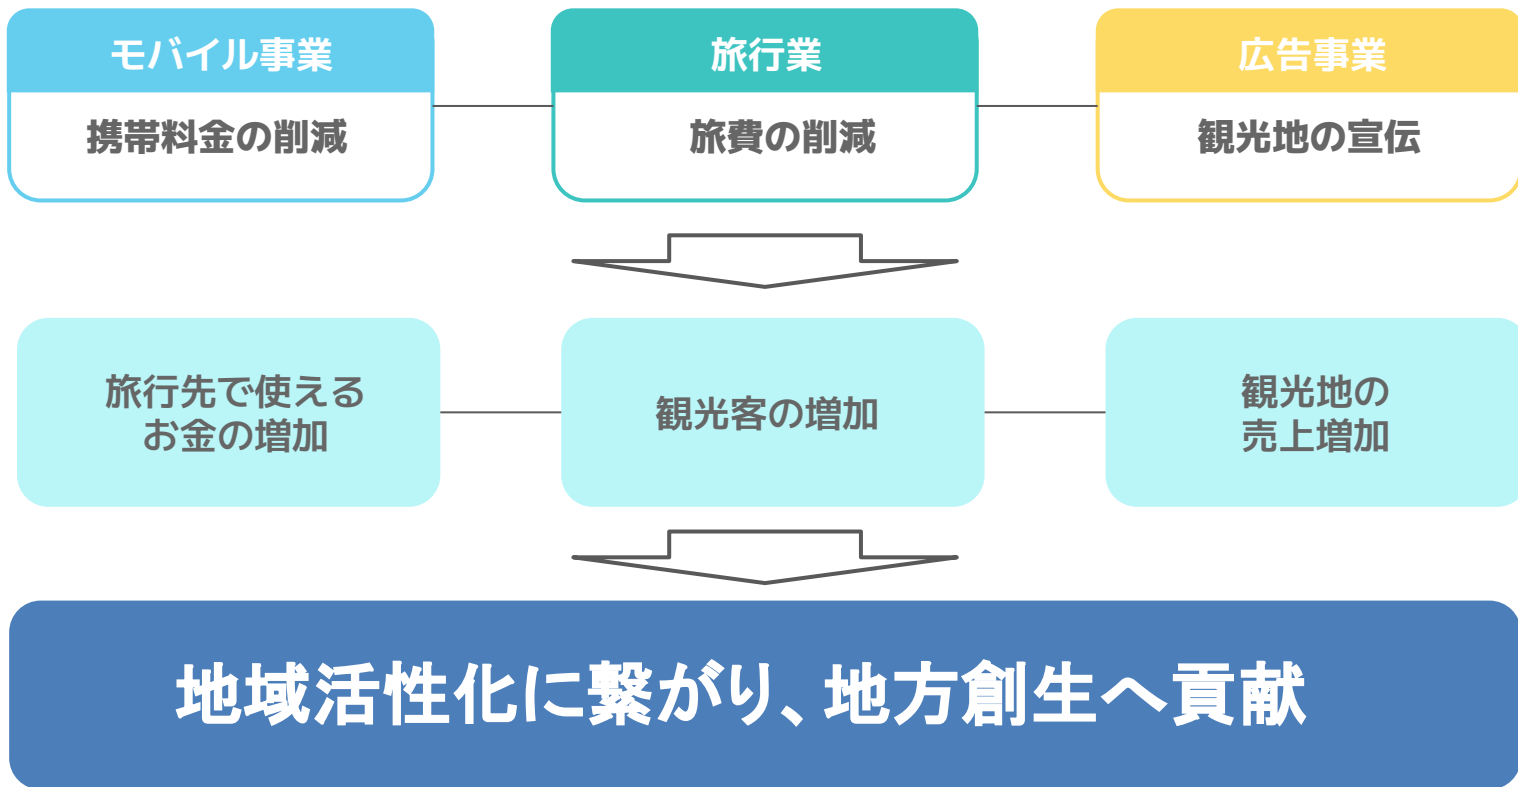 モバイル事業
旅行業
広告事業
携帯料金の削減
旅費の削減
観光地の宣伝
旅行先で使える
お金の増加
観光客の増加
観光地の
売上増加
地域活性化に繋がり、地方創生へ貢献